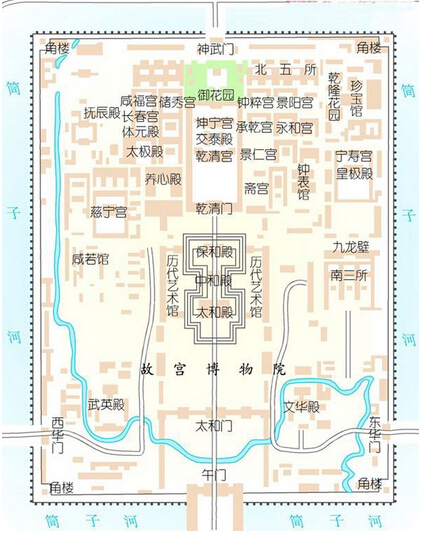 角楼
神武门
角楼
北五所
御花园
乾隆花园
珍宝馆
咸福宫
储秀宫
钟粹宫
景阳宫
抚辰殿
长春宫
体元殿
坤宁宫
承乾宫
永和宫
交泰殿
太极殿
乾清宫
景仁宫
宁寿宫
皇极殿
钟表馆
养心殿
斋宫
慈宁宫
乾清门
咸若馆
保和殿
九龙壁
历代艺术馆
中和殿
历代艺术馆
南三所
太和殿
故宫博物院
武英殿
文华殿
西华门
太和门
东华门
午门
角楼
角楼
筒子河
筒子河
筒子河
筒子河